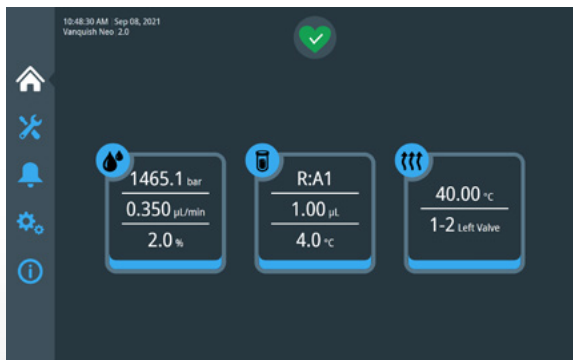 10:48:30 AM Sep 08, 2021
Vanquish Neo 2.0
1465.1 bar
0.350 µL/min
2.0 %
R:A1
1.00 µL
4.0 °C
40.00 °C
1-2 Left Valve